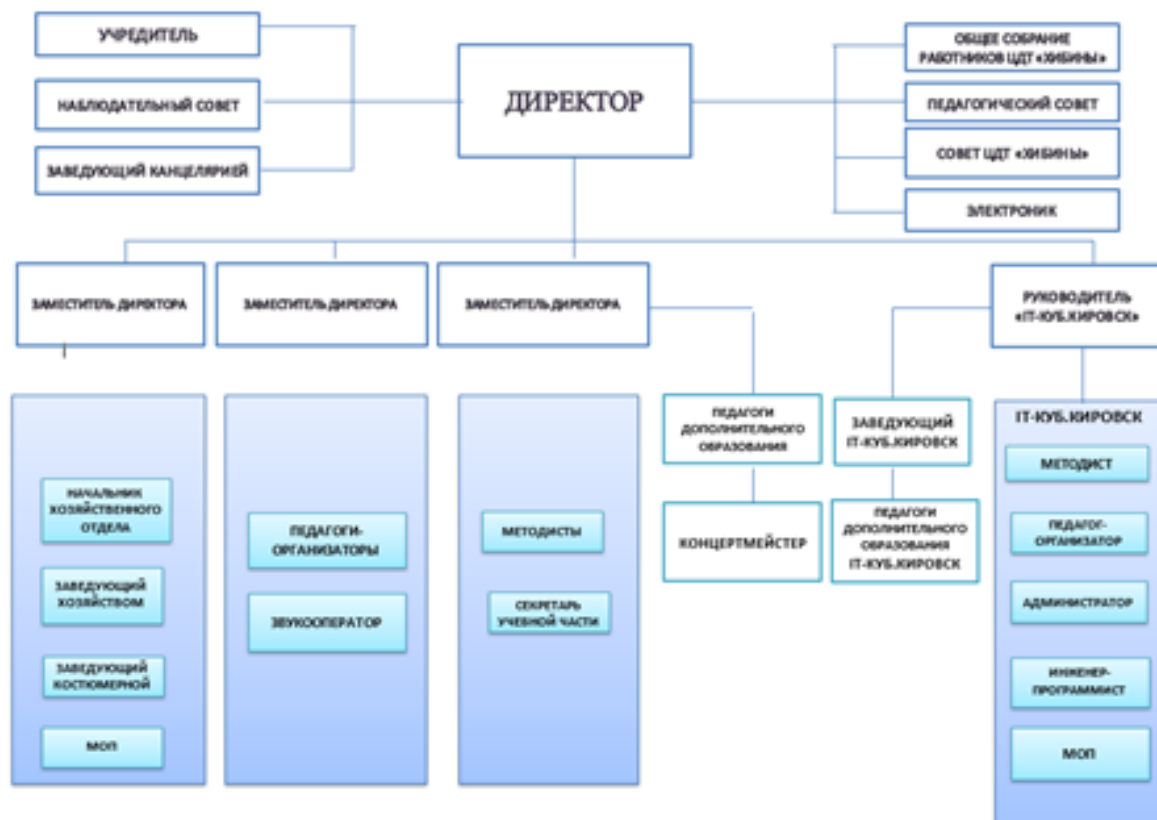 УЧРЕДИТЕЛЬ
НАБЛЮДАТЕЛЬНЫЙ СОВЕТ
ЗАВЕДУЮЩИЙ КАНЦЕЛЯРИЕЙ
ДИРЕКТОР
ОБЩЕЕ СОБРАНИЕ
РАБОТНИКОВ ЦДТ «ХИБИНЫ»
ПЕДАГОГИЧЕСКИЙ СОВЕТ
СОВЕТ ЦДТ «ХИБИНЫ»
ЭЛЕКТРОНИК
ЗАМЕСТИТЕЛЬ ДИРЕКТОРА
ЗАМЕСТИТЕЛЬ ДИРЕКТОРА
ЗАМЕСТИТЕЛЬ ДИРЕКТОРА
РУКОВОДИТЕЛЬ
«IT-КУБ.КИРОВСК»
НАЧАЛЬНИК
ХОЗЯЙСТВЕННОГО
ОТДЕЛА
ЗАВЕДУЮЩИЙ
ХОЗЯЙСТВОМ
ЗАВЕДУЮЩИЙ
КОСТЮМЕРНОЙ
МОП
ПЕДАГОГИ-
ОРГАНИЗАТОРЫ
ЗВУКООПЕРАТОР
МЕТОДИСТЫ
СЕКРЕТАРЬ
УЧЕБНОЙ ЧАСТИ
ПЕДАГОГИ
ДОПОЛНИТЕЛЬНОГО
ОБРАЗОВАНИЯ
КОНЦЕРТМЕЙСТЕР
ЗАВЕДУЮЩИЙ
IT-КУБ.КИРОВСК
ПЕДАГОГИ
ДОПОЛНИТЕЛЬНОГО
ОБРАЗОВАНИЯ
IT-КУБ.КИРОВСК
IT-КУБ.КИРОВСК
МЕТОДИСТ
ПЕДАГОГ-
ОРГАНИЗАТОР
АДМИНИСТРАТОР
ИНЖЕНЕР-
ПРОГРАММИСТ
МОП